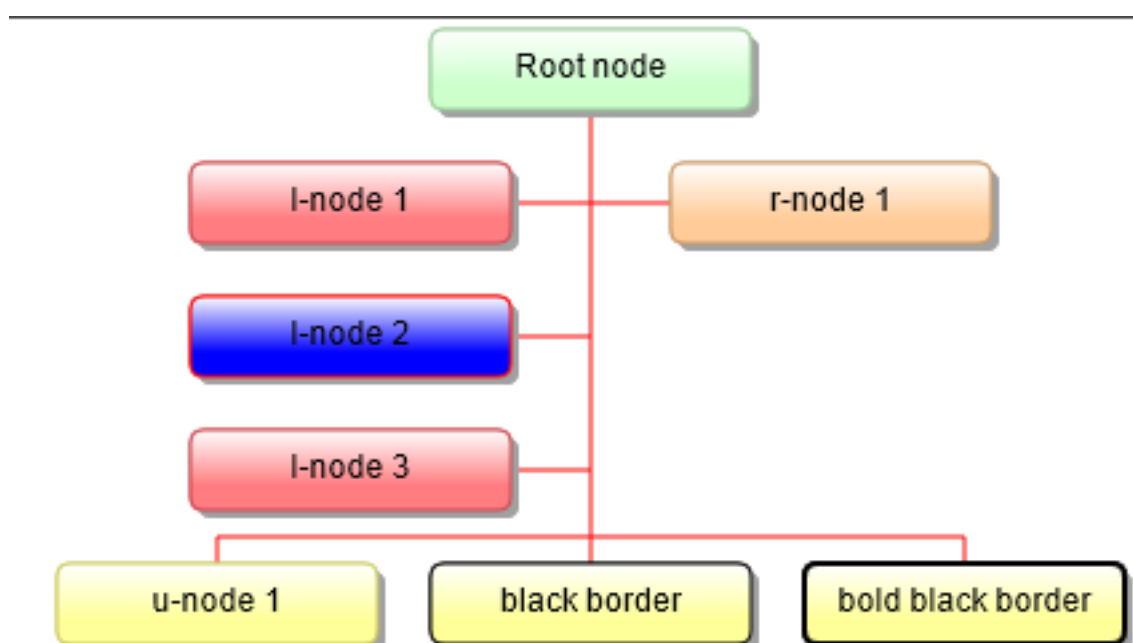 Root node
l-node 1
r-node 1
l-node 2
l-node 3
u-node 1
black border
bold black border